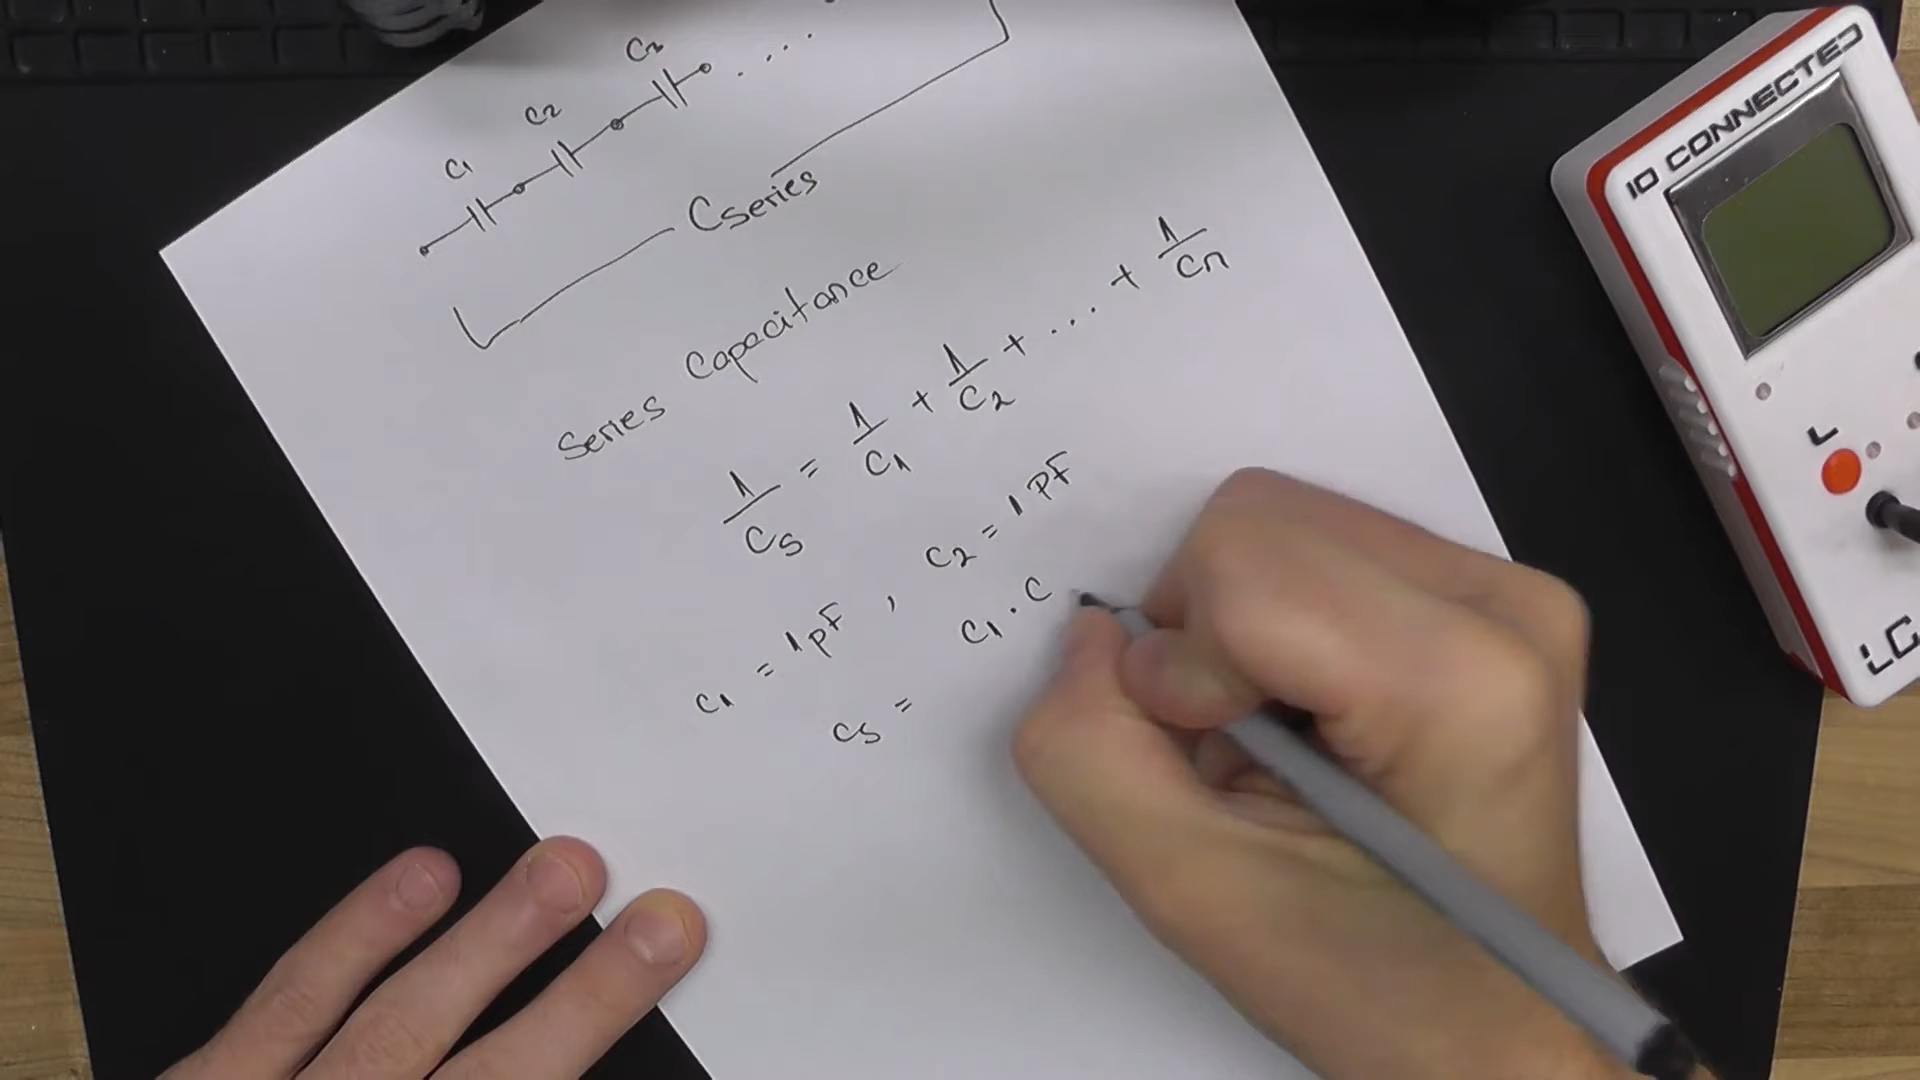 C1 C2 C3 ....
Cseries
Series Capacitance
1/Cs = 1/C1 + 1/C2 + ... + 1/Cn
C1 = 1pF , C2 = 1pF
Cs = C1 · C
IO CONNECTED
L
LC